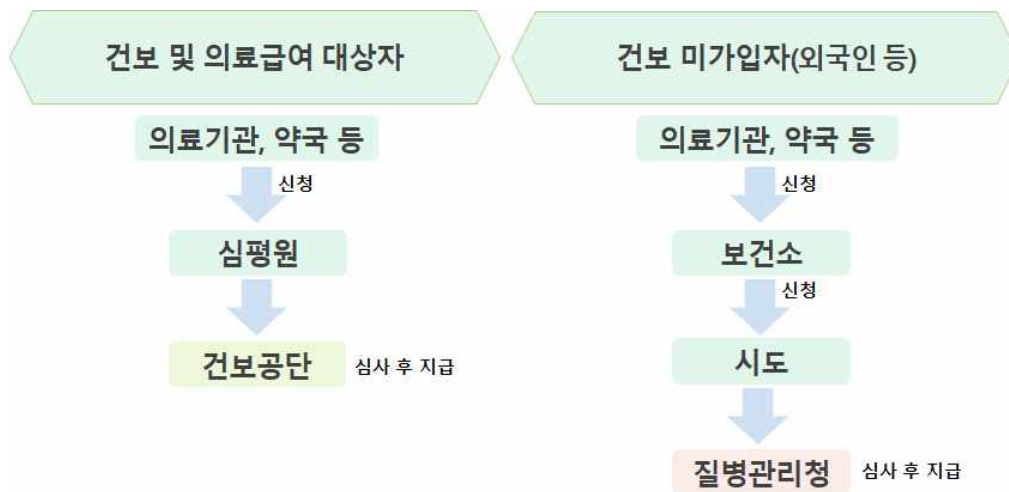 건보 및 의료급여 대상자
의료기관, 약국 등
신청
심평원
건보공단
심사 후 지급
건보 미가입자(외국인 등)
의료기관, 약국 등
신청
보건소
신청
시도
질병관리청
심사 후 지급